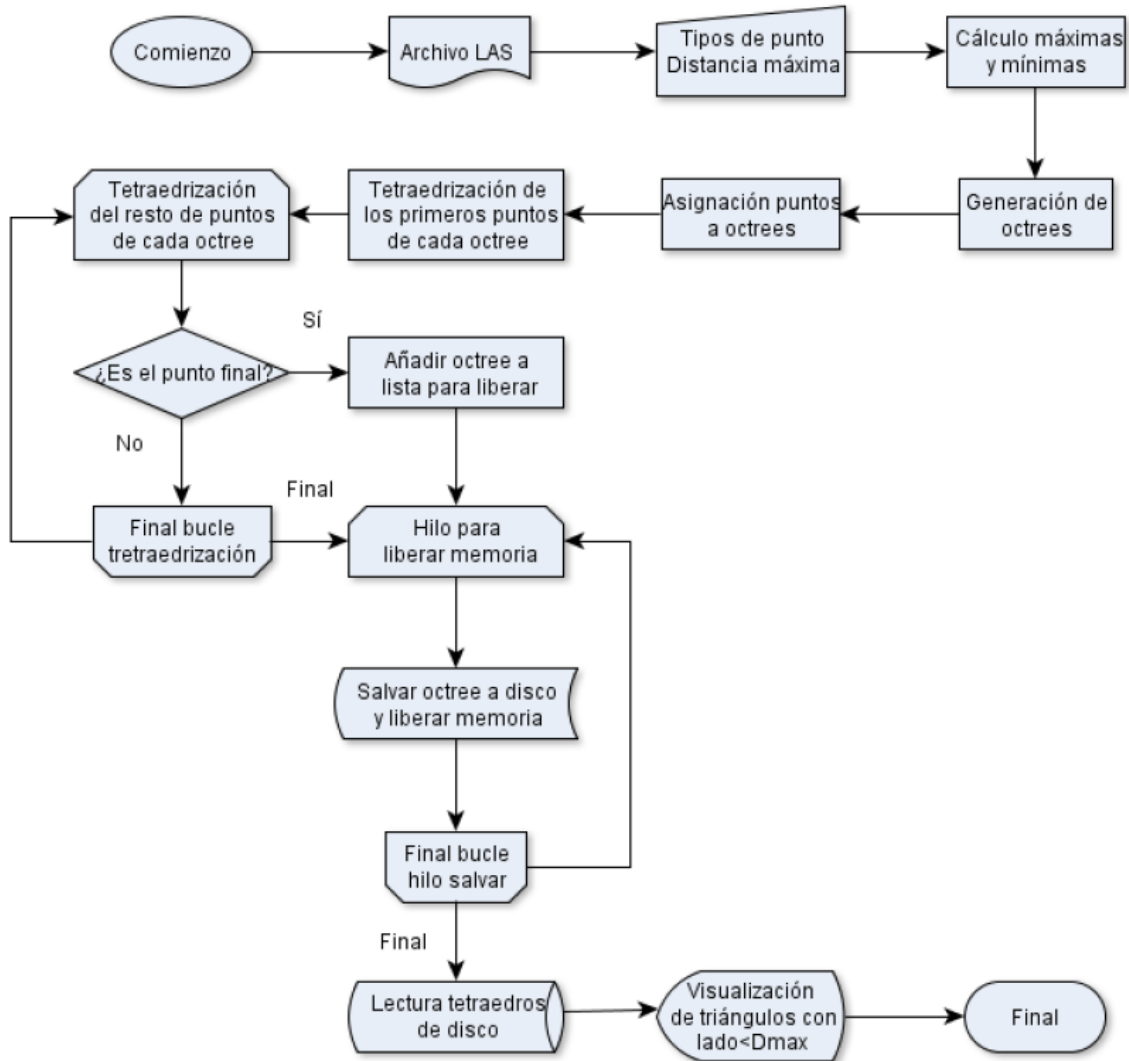 Comienzo
Archivo LAS
Tipos de punto
Distancia máxima
Cálculo máximas
y mínimas
Generación de
octrees
Asignación puntos
a octrees
Tetraedrización de
los primeros puntos
de cada octree
Tetraedrización
del resto de puntos
de cada octree
¿Es el punto final?
Sí
Añadir octree a
lista para liberar
No
Final bucle
tretraedrización
Final
Hilo para
liberar memoria
Salvar octree a disco
y liberar memoria
Final bucle
hilo salvar
Final
Lectura tetraedros
de disco
Visualización
de triángulos con
lado<Dmax
Final